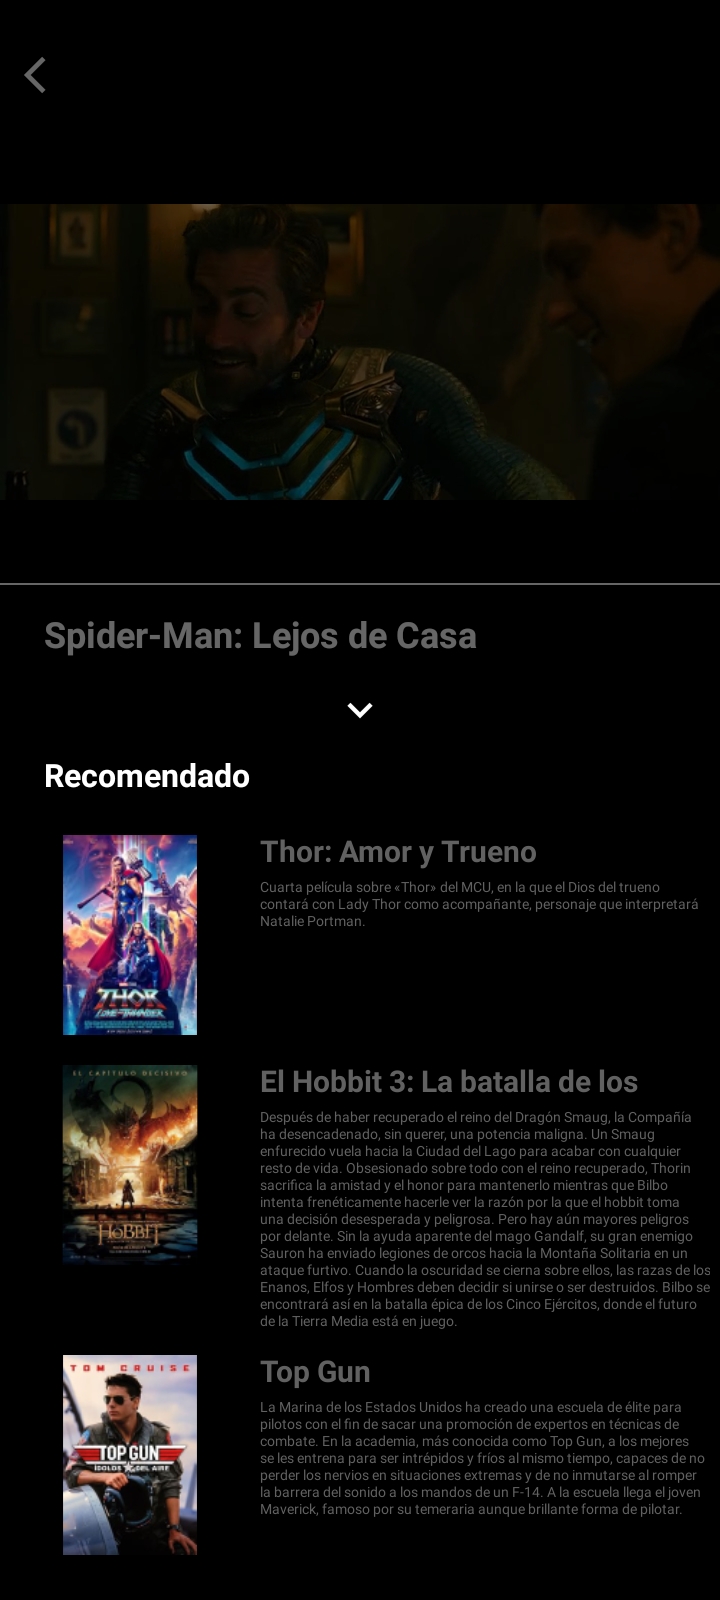 Spider-Man: Lejos de Casa
Recomendado
THOR
LOVE AND THUNDER
Thor: Amor y Trueno
Cuarta película sobre «Thor» del MCU, en la que el Dios del trueno
contará con Lady Thor como acompañante, personaje que interpretará
Natalie Portman.
EL CAPÍTULO DECISIVO
HOBBIT
El Hobbit 3: La batalla de los
Después de haber recuperado el reino del Dragón Smaug, la Compañía
ha desencadenado, sin querer, una potencia maligna. Un Smaug
enfurecido vuela hacia la Ciudad del Lago para acabar con cualquier
resto de vida. Obsesionado sobre todo con el reino recuperado, Thorin
sacrifica la amistad y el honor para mantenerlo mientras que Bilbo
intenta frenéticamente hacerle ver la razón por la que el hobbit toma
una decisión desesperada y peligrosa. Pero hay aún mayores peligros
por delante. Sin la ayuda aparente del mago Gandalf, su gran enemigo
Sauron ha enviado legiones de orcos hacia la Montaña Solitaria en un
ataque furtivo. Cuando la oscuridad se cierna sobre ellos, las razas de los
Enanos, Elfos y Hombres deben decidir si unirse o ser destruidos. Bilbo se
encontrará así en la batalla épica de los Cinco Ejércitos, donde el futuro
de la Tierra Media está en juego.
TOM CRUISE
TOP GUN
IDOLOS DEL AIRE
Top Gun
La Marina de los Estados Unidos ha creado una escuela de élite para
pilotos con el fin de sacar una promoción de expertos en técnicas de
combate. En la academia, más conocida como Top Gun, a los mejores
se les entrena para ser intrépidos y fríos al mismo tiempo, capaces de no
perder los nervios en situaciones extremas y de no inmutarse al romper
la barrera del sonido a los mandos de un F-14. A la escuela llega el joven
Maverick, famoso por su temeraria aunque brillante forma de pilotar.